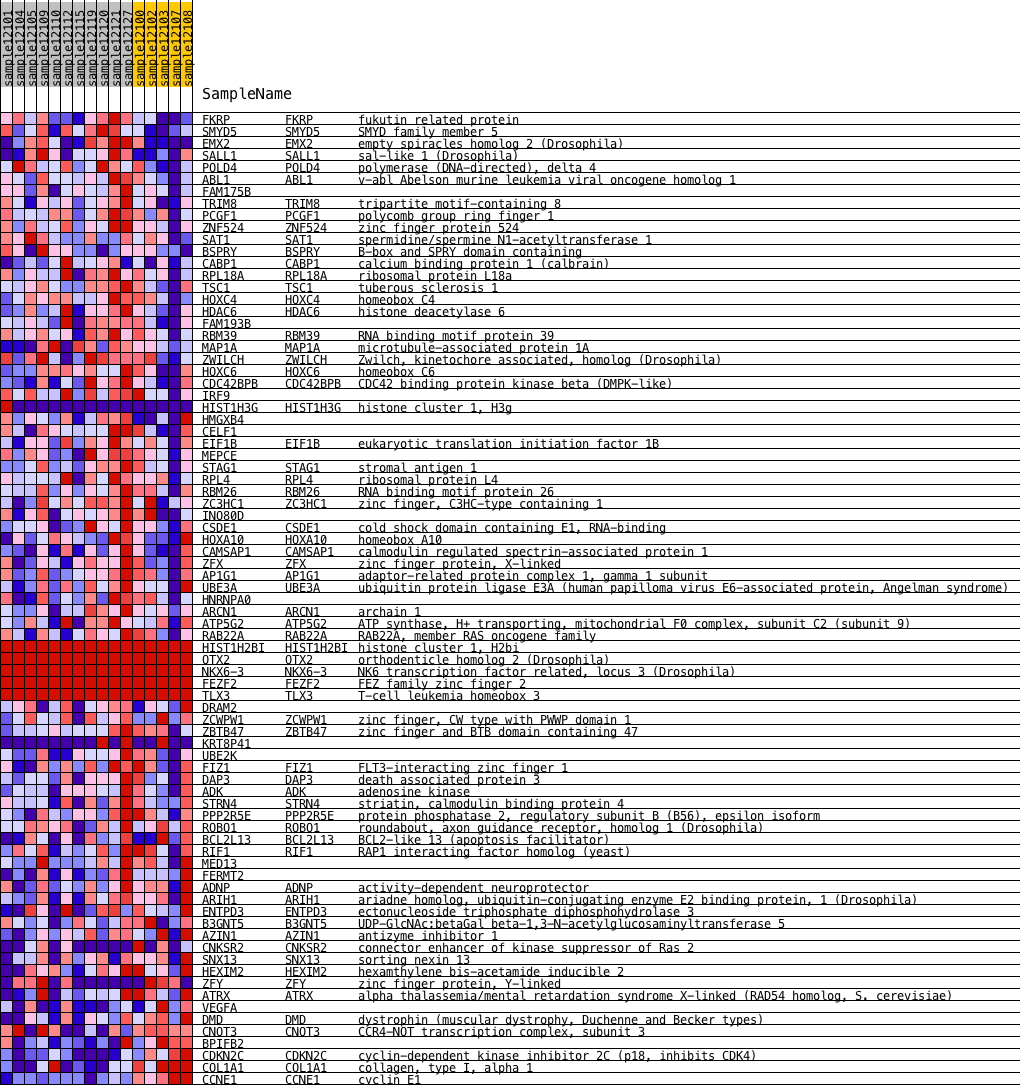 sample12101
sample12104
sample12105
sample12109
sample12110
sample12112
sample12115
sample12119
sample12120
sample12121
sample12127
sample12100
sample12102
sample12103
sample12107
sample12108
SampleName
FKRP FKRP fukutin related protein
SMYD5 SMYD5 SMYD family member 5
EMX2 EMX2 empty spiracles homolog 2 (Drosophila)
SALL1 SALL1 sal-like 1 (Drosophila)
POLD4 POLD4 polymerase (DNA-directed), delta 4
ABL1 ABL1 v-abl Abelson murine leukemia viral oncogene homolog 1
FAM175B
TRIM8 TRIM8 tripartite motif-containing 8
PCGF1 PCGF1 polycomb group ring finger 1
ZNF524 ZNF524 zinc finger protein 524
SAT1 SAT1 spermidine/spermine N1-acetyltransferase 1
BSPRY BSPRY B-box and SPRY domain containing
CABP1 CABP1 calcium binding protein 1 (calbrain)
RPL18A RPL18A ribosomal protein L18a
TSC1 TSC1 tuberous sclerosis 1
HOXC4 HOXC4 homeobox C4
HDAC6 HDAC6 histone deacetylase 6
FAM193B
RBM39 RBM39 RNA binding motif protein 39
MAP1A MAP1A microtubule-associated protein 1A
ZWILCH ZWILCH Zwilch, kinetochore associated, homolog (Drosophila)
HOXC6 HOXC6 homeobox C6
CDC42BPB CDC42BPB CDC42 binding protein kinase beta (DMPK-like)
IRF9
HIST1H3G HIST1H3G histone cluster 1, H3g
HMGXB4
CELF1
EIF1B EIF1B eukaryotic translation initiation factor 1B
MEPCE
STAG1 STAG1 stromal antigen 1
RPL4 RPL4 ribosomal protein L4
RBM26 RBM26 RNA binding motif protein 26
ZC3HC1 ZC3HC1 zinc finger, C3HC-type containing 1
INO80D
CSDE1 CSDE1 cold shock domain containing E1, RNA-binding
HOXA10 HOXA10 homeobox A10
CAMSAP1 CAMSAP1 calmodulin regulated spectrin-associated protein 1
ZFX ZFX zinc finger protein, X-linked
AP1G1 AP1G1 adaptor-related protein complex 1, gamma 1 subunit
UBE3A UBE3A ubiquitin protein ligase E3A (human papilloma virus E6-associated protein, Angelman syndrome)
HNRNPA0
ARCN1 ARCN1 archain 1
ATP5G2 ATP5G2 ATP synthase, H+ transporting, mitochondrial F0 complex, subunit C2 (subunit 9)
RAB22A RAB22A RAB22A, member RAS oncogene family
HIST1H2BI HIST1H2BI histone cluster 1, H2bi
OTX2 OTX2 orthodenticle homolog 2 (Drosophila)
NKX6-3 NKX6-3 NK6 transcription factor related, locus 3 (Drosophila)
FEZF2 FEZF2 FEZ family zinc finger 2
TLX3 TLX3 T-cell leukemia homeobox 3
DRAM2
ZCWPW1 ZCWPW1 zinc finger, CW type with PWWP domain 1
ZBTB47 ZBTB47 zinc finger and BTB domain containing 47
KRT8P41
UBE2K
FIZ1 FIZ1 FLT3-interacting zinc finger 1
DAP3 DAP3 death associated protein 3
ADK ADK adenosine kinase
STRN4 STRN4 striatin, calmodulin binding protein 4
PPP2R5E PPP2R5E protein phosphatase 2, regulatory subunit B (B56), epsilon isoform
ROBO1 ROBO1 roundabout, axon guidance receptor, homolog 1 (Drosophila)
BCL2L13 BCL2L13 BCL2-like 13 (apoptosis facilitator)
RIF1 RIF1 RAP1 interacting factor homolog (yeast)
MED13
FERMT2
ADNP ADNP activity-dependent neuroprotector
ARIH1 ARIH1 ariadne homolog, ubiquitin-conjugating enzyme E2 binding protein, 1 (Drosophila)
ENTPD3 ENTPD3 ectonucleoside triphosphate diphosphohydrolase 3
B3GNT5 B3GNT5 UDP-GlcNAc:betaGal beta-1,3-N-acetylglucosaminyltransferase 5
AZIN1 AZIN1 antizyme inhibitor 1
CNKSR2 CNKSR2 connector enhancer of kinase suppressor of Ras 2
SNX13 SNX13 sorting nexin 13
HEXIM2 HEXIM2 hexamthylene bis-acetamide inducible 2
ZFY ZFY zinc finger protein, Y-linked
ATRX ATRX alpha thalassemia/mental retardation syndrome X-linked (RAD54 homolog, S. cerevisiae)
VEGFA
DMD DMD dystrophin (muscular dystrophy, Duchenne and Becker types)
CNOT3 CNOT3 CCR4-NOT transcription complex, subunit 3
BPIFB2
CDKN2C CDKN2C cyclin-dependent kinase inhibitor 2C (p18, inhibits CDK4)
COL1A1 COL1A1 collagen, type I, alpha 1
CCNE1 CCNE1 cyclin E1